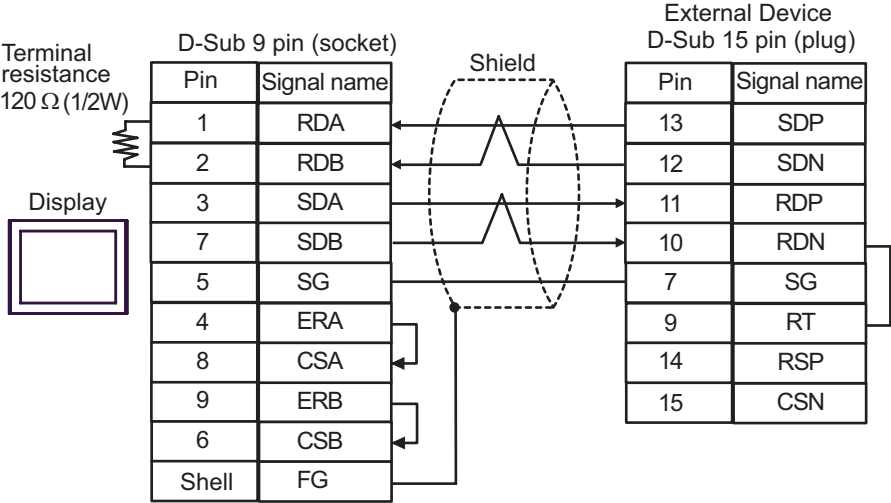 External Device
D-Sub 15 pin (plug)
D-Sub 9 pin (socket)
Terminal
resistance
120 Ω (1/2W)
Shield
Display
Pin Signal name
1 RDA
2 RDB
3 SDA
7 SDB
5 SG
4 ERA
8 CSA
9 ERB
6 CSB
Shell FG
Pin Signal name
13 SDP
12 SDN
11 RDP
10 RDN
7 SG
9 RT
14 RSP
15 CSN